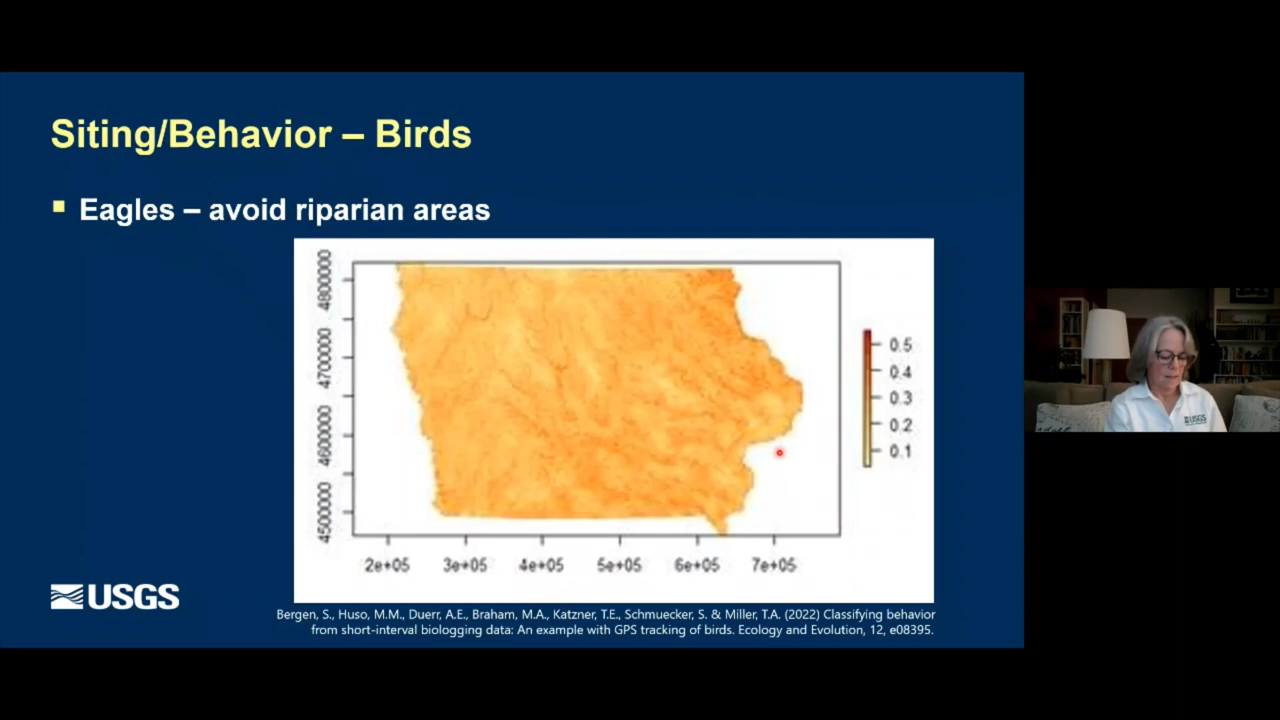 Siting/Behavior – Birds
Eagles – avoid riparian areas
4800000
4700000
4600000
4500000
2e+05 3e+05 4e+05 5e+05 6e+05 7e+05
0.5
0.4
0.3
0.2
0.1
USGS
Bergen, S., Huso, M.M., Duerr, A.E., Braham, M.A., Katzner, T.E., Schmuecker, S. & Miller, T.A. (2022) Classifying behavior
from short-interval biologging data: An example with GPS tracking of birds. Ecology and Evolution, 12, e08395.
USGS